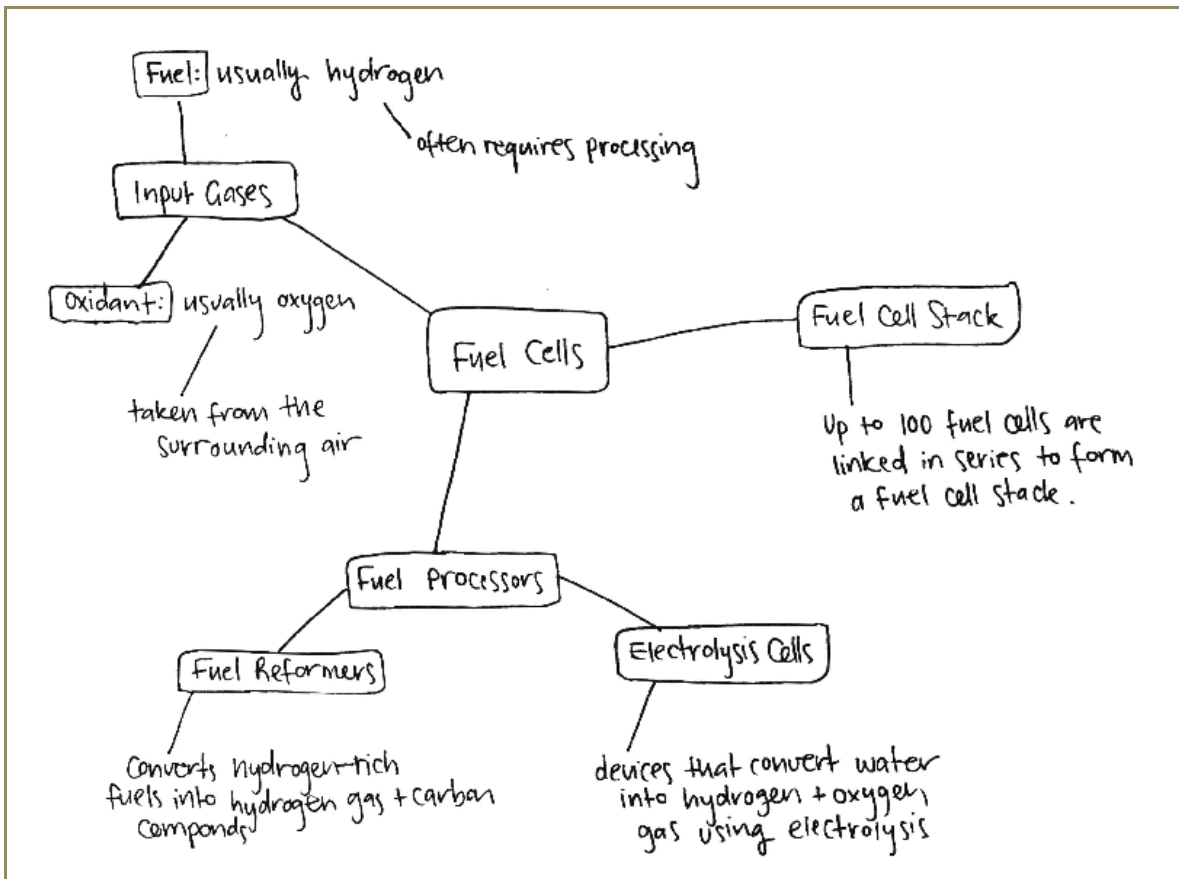 Fuel: usually hydrogen
often requires processing
Input Gases
Oxidant: usually oxygen
taken from the
surrounding air
Fuel Cells
Fuel Cell Stack
Up to 100 fuel cells are
linked in series to form
a fuel cell stack.
Fuel Processors
Fuel Reformers
Converts hydrogen-rich
fuels into hydrogen gas + carbon
componds
Electrolysis Cells
devices that convert water
into hydrogen + oxygen
gas using electrolysis